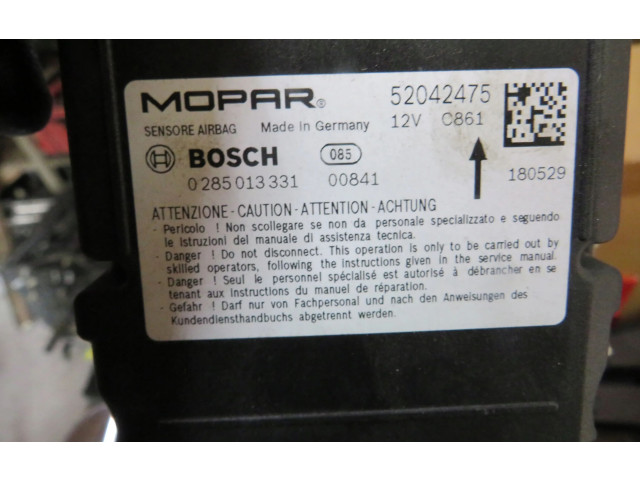 MOPAR® 52042475
SENSORE AIRBAG Made in Germany 12V C861
BOSCH 085
0 285 013 331 00841 180529
ATTENZIONE - CAUTION - ATTENTION - ACHTUNG
- Pericolo ! Non scollegare se non da personale specializzato e seguendo
le istruzioni del manuale di assistenza tecnica.
- Danger ! Do not disconnect. This operation is only to be carried out by
skilled operators, following the instructions given in the service manual.
- Danger ! Seul le personnel spécialisé est autorisé à débrancher en se
tenant aux instructions du manuel de réparation.
- Gefahr ! Darf nur von Fachpersonal und nach den Anweisungen des
Kundendiensthandbuchs abgetrennt werden.